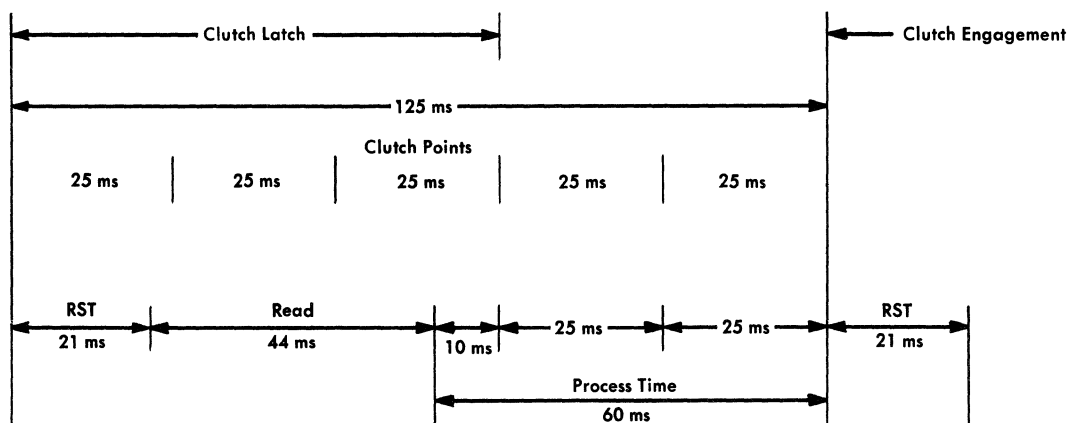 Clutch Latch
Clutch Engagement
125 ms
Clutch Points
25 ms 25 ms 25 ms 25 ms 25 ms
RST Read RST
21 ms 44 ms 10 ms 25 ms 25 ms 21 ms
Process Time
60 ms